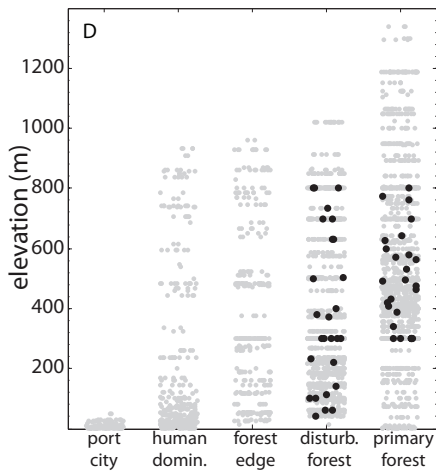 D
elevation (m)
1200
1000
800
600
400
200
port city
human domin.
forest edge
disturb. forest
primary forest